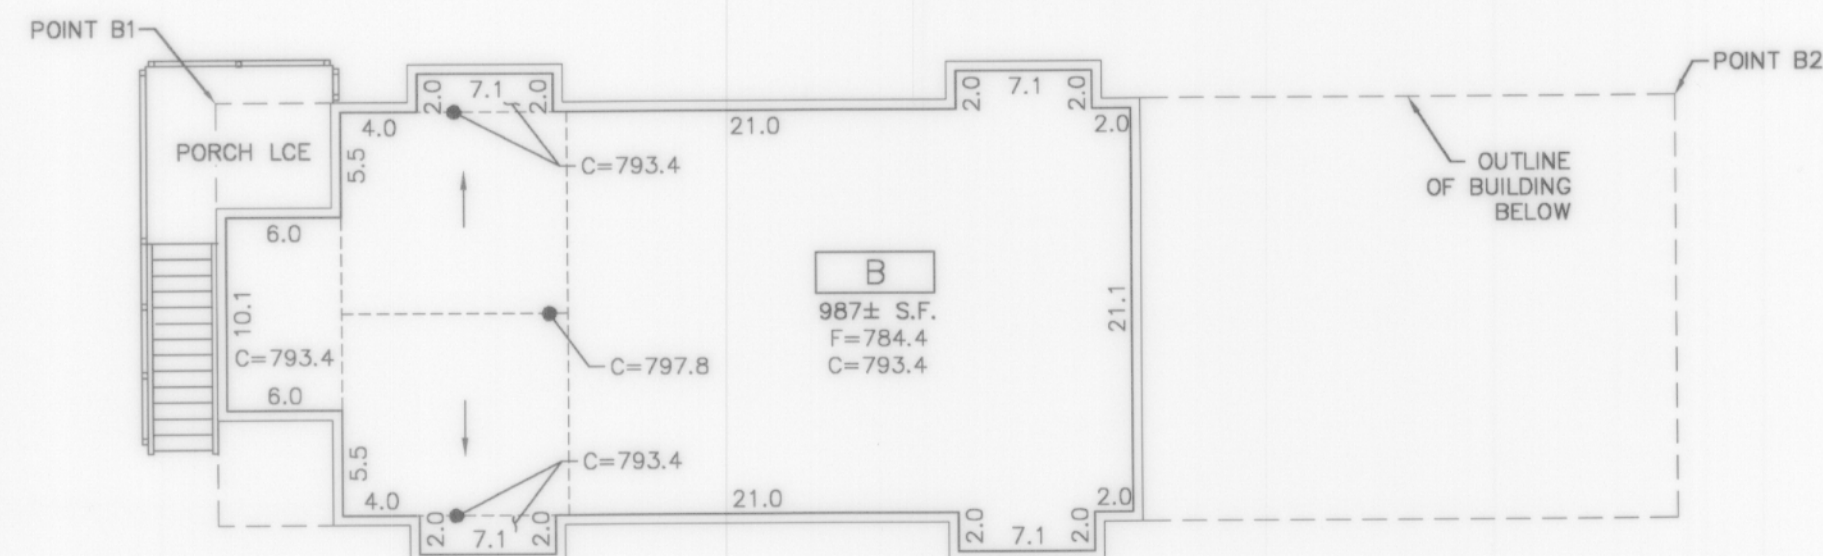 POINT B1
POINT B2
2.0
7.1
2.0
2.0
7.1
2.0
4.0
21.0
2.0
PORCH LCE
5.5
C=793.4
OUTLINE
OF BUILDING
BELOW
6.0
B
987± S.F.
F=784.4
C=793.4
10.1
C=793.4
C=797.8
21.1
6.0
5.5
C=793.4
4.0
21.0
2.0
2.0
7.1
2.0
2.0
7.1
2.0